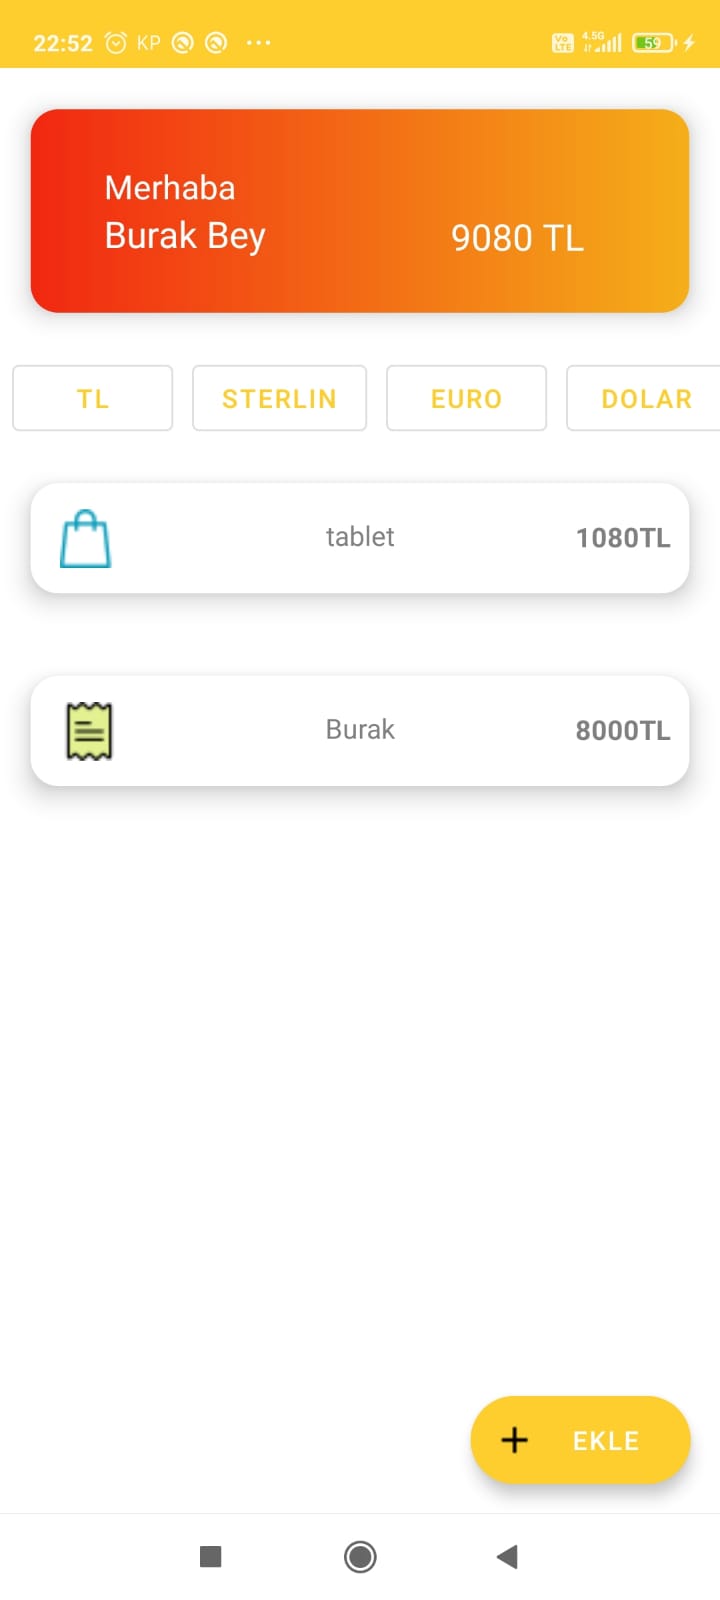 22:52 KP ... Vo LTE 4.5G 59
Merhaba
Burak Bey
9080 TL
TL STERLIN EURO DOLAR
tablet 1080TL
Burak 8000TL
+ EKLE